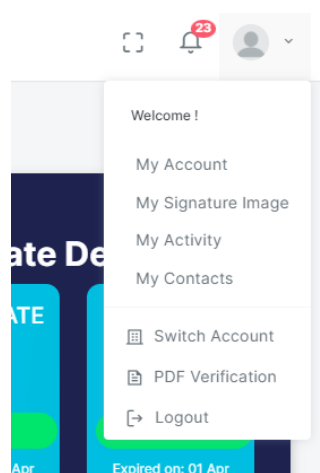 23
Welcome !
My Account
My Signature Image
ate De
My Activity
My Contacts
ATE
Switch Account
PDF Verification
Logout
Apr
Expired on: 01 Apr